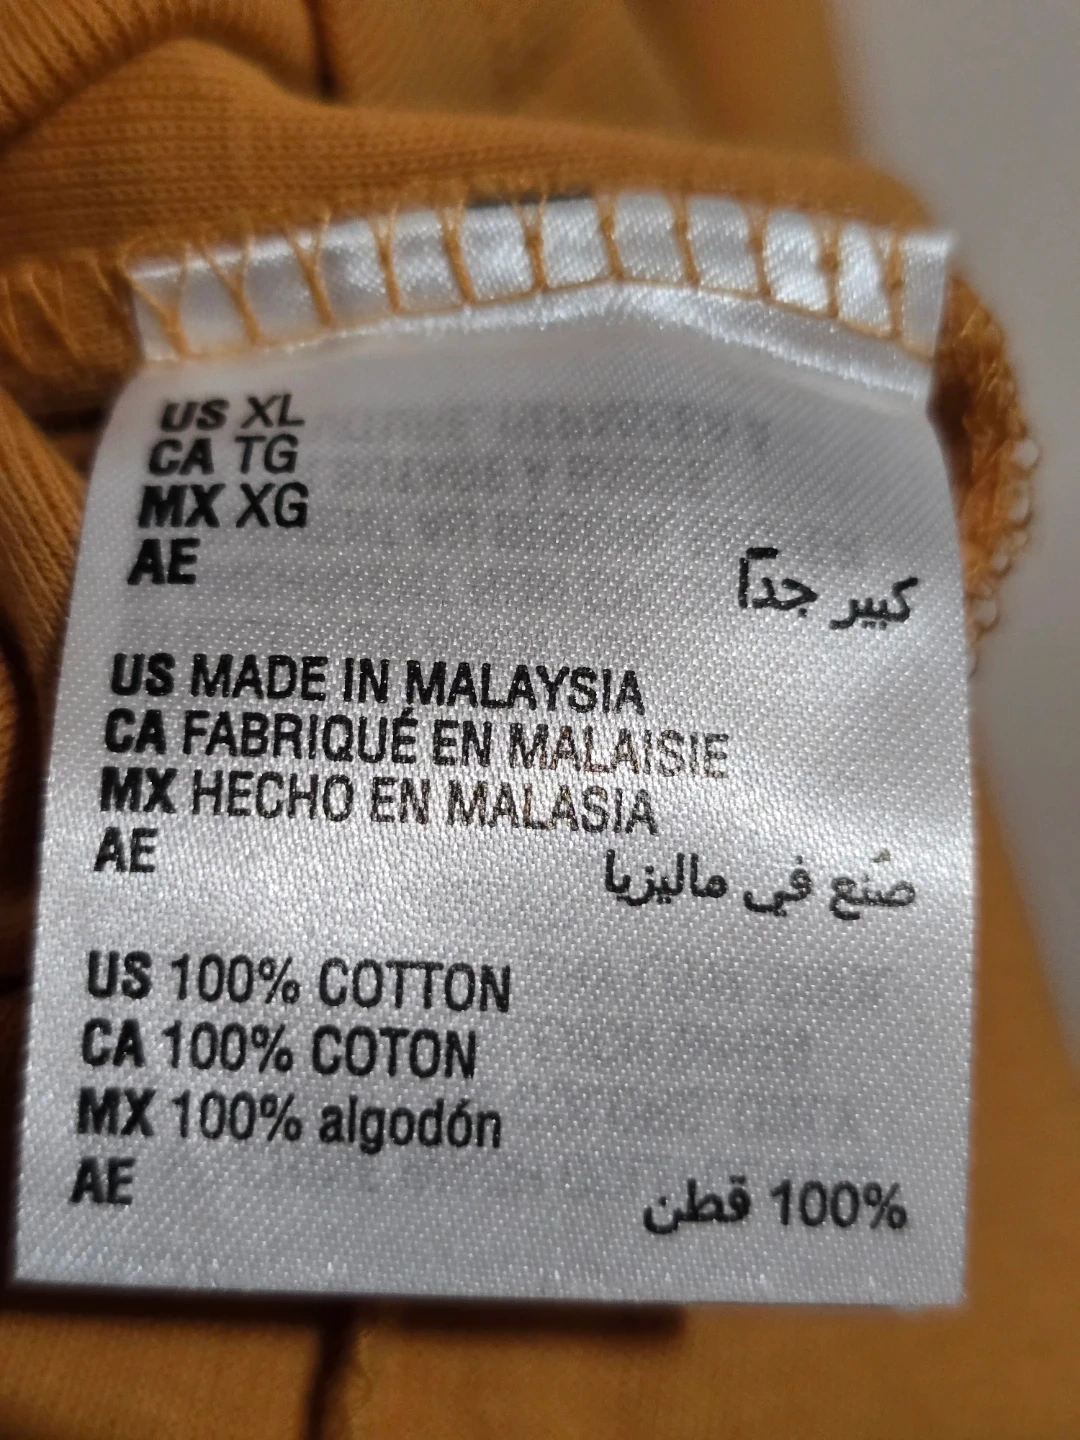 US XL
CA TG
MX XG
AE
كبير جداً
US MADE IN MALAYSIA
CA FABRIQUÉ EN MALAISIE
MX HECHO EN MALASIA
AE
صُنع في ماليزيا
US 100% COTTON
CA 100% COTON
MX 100% algodón
AE
100% قطن